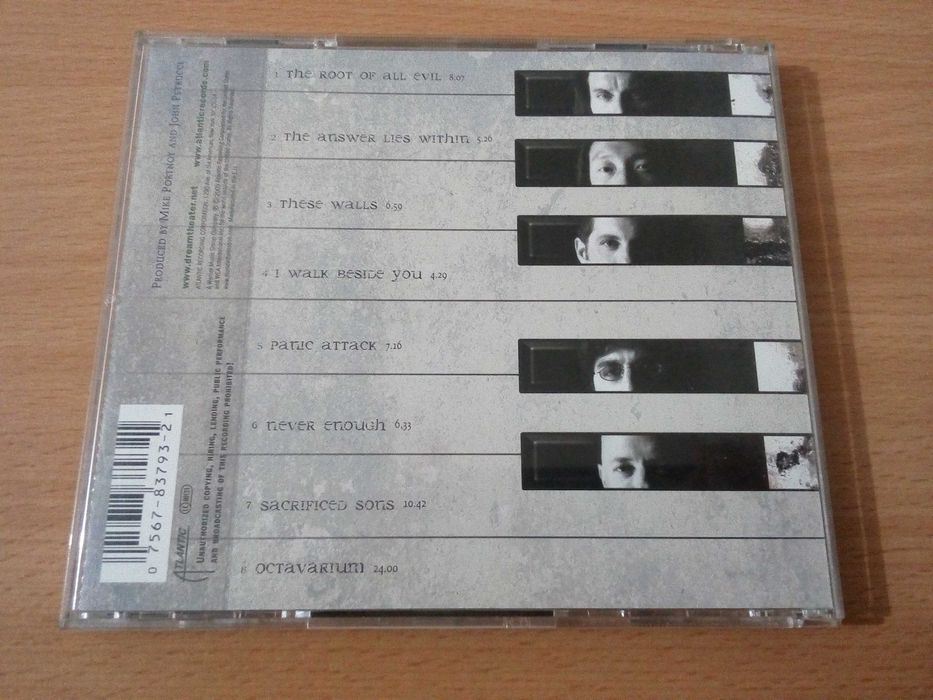 1 The Root of All Evil 8.07
2 The Answer Lies Within 5.26
3 These Walls 6.59
4 I Walk Beside You 4.29
5 Panic Attack 7.16
6 Never Enough 6.33
7 Sacrificed Sons 10.42
8 Octavarium 24.00
Produced by Mike Portnoy and John Petrucci
www.dreamtheater.net www.atlanticrecords.com
Unauthorized copying, hiring, lending, public performance
and broadcasting of this recording prohibited!
Atlantic
0 7567-83793-2 1